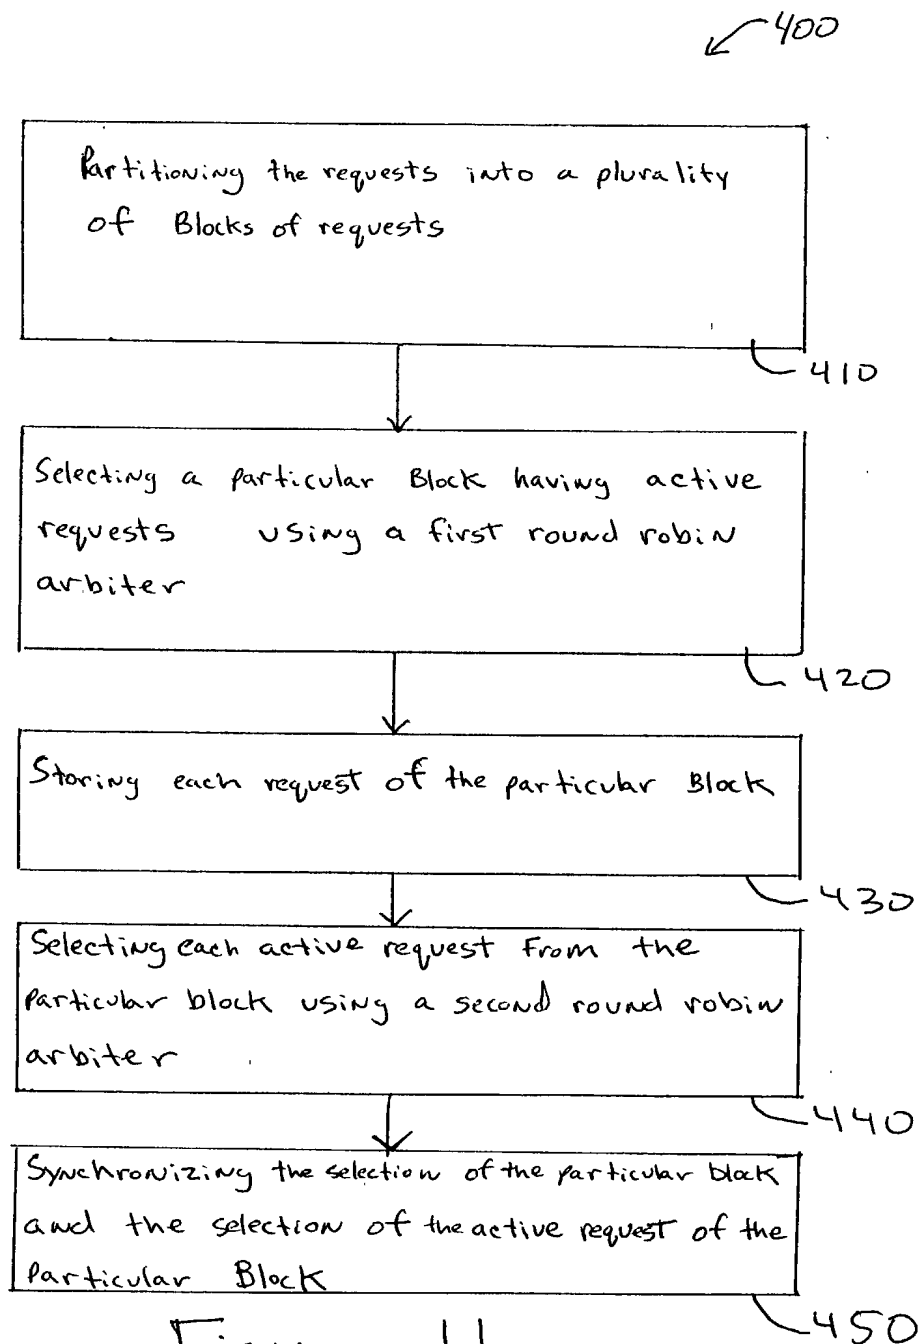 400
Partitioning the requests into a plurality
of Blocks of requests
410
Selecting a particular Block having active
requests using a first round robin
arbiter
420
Storing each request of the particular Block
430
Selecting each active request From the
particular block using a second round robin
arbiter
440
Synchronizing the selection of the particular block
and the selection of the active request of the
Particular Block
450